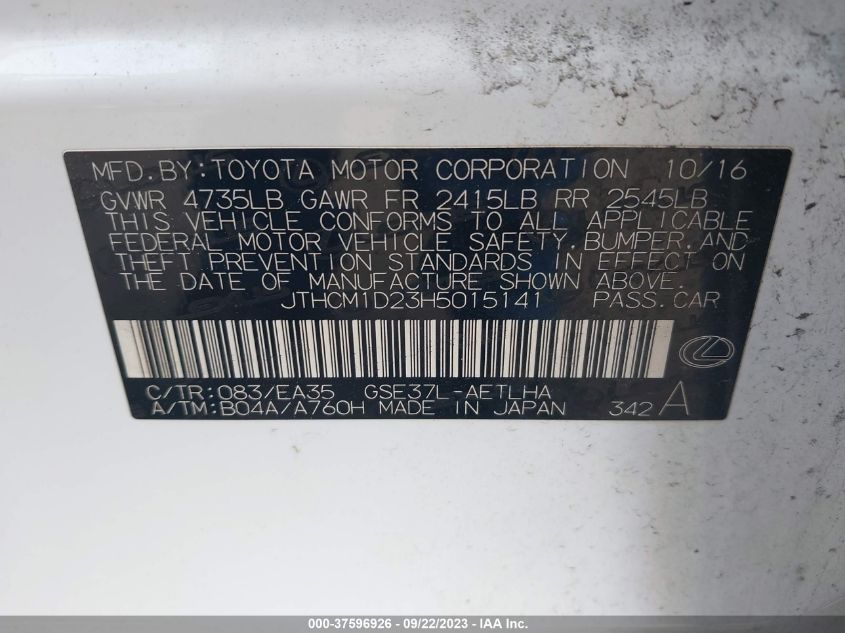 MFD.BY:TOYOTA MOTOR CORPORATION 10/16
GVWR 4735LB GAWR FR 2415LB RR 2545LB
THIS VEHICLE CONFORMS TO ALL APPLICABLE
FEDERAL MOTOR VEHICLE SAFETY,BUMPER,AND
THEFT PREVENTION STANDARDS IN EFFECT ON
THE DATE OF MANUFACTURE SHOWN ABOVE.
JTHCM1D23H5015141 PASS.CAR
C/TR:083/EA35 GSE37L-AETLHA
A/TM:B04A/A760H MADE IN JAPAN 342 A
000-37596926 - 09/22/2023 - IAA Inc.